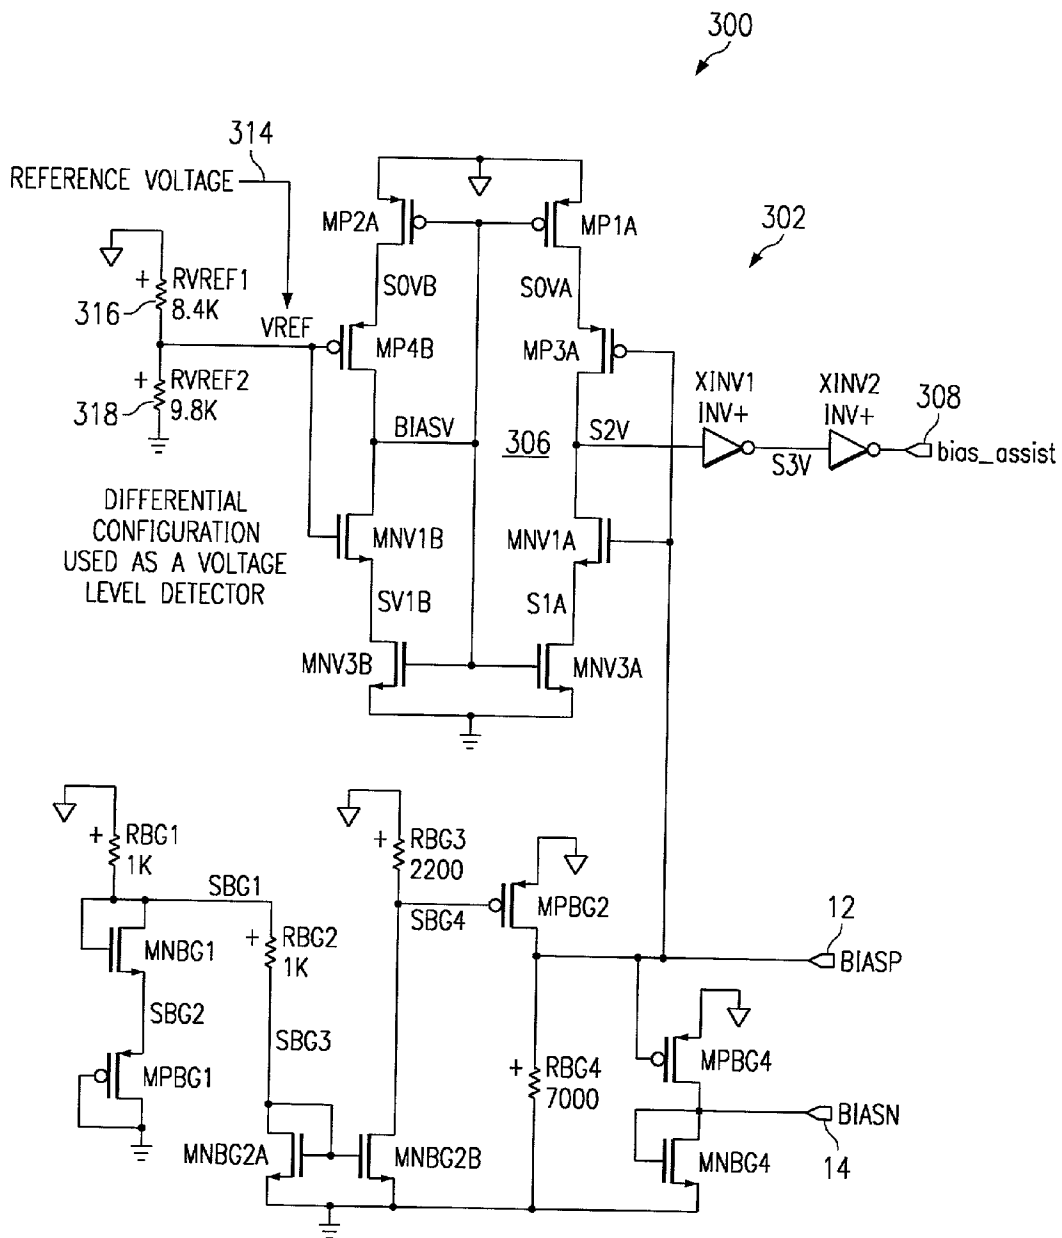 300
314
REFERENCE VOLTAGE
302
MP2A
MP1A
+ RVREF1
8.4K
316
S0VB
S0VA
VREF
MP4B
MP3A
+ RVREF2
9.8K
318
XINV1
INV+
XINV2
INV+
308
BIASV
306
S2V
S3V
bias_assist
DIFFERENTIAL
CONFIGURATION
USED AS A VOLTAGE
LEVEL DETECTOR
MNV1B
MNV1A
SV1B
S1A
MNV3B
MNV3A
+ RBG1
1K
+ RBG3
2200
SBG1
SBG4
MPBG2
MNBG1
+ RBG2
1K
12
BIASP
SBG2
SBG3
MPBG1
+ RBG4
7000
MPBG4
BIASN
MNBG2A
MNBG2B
MNBG4
14